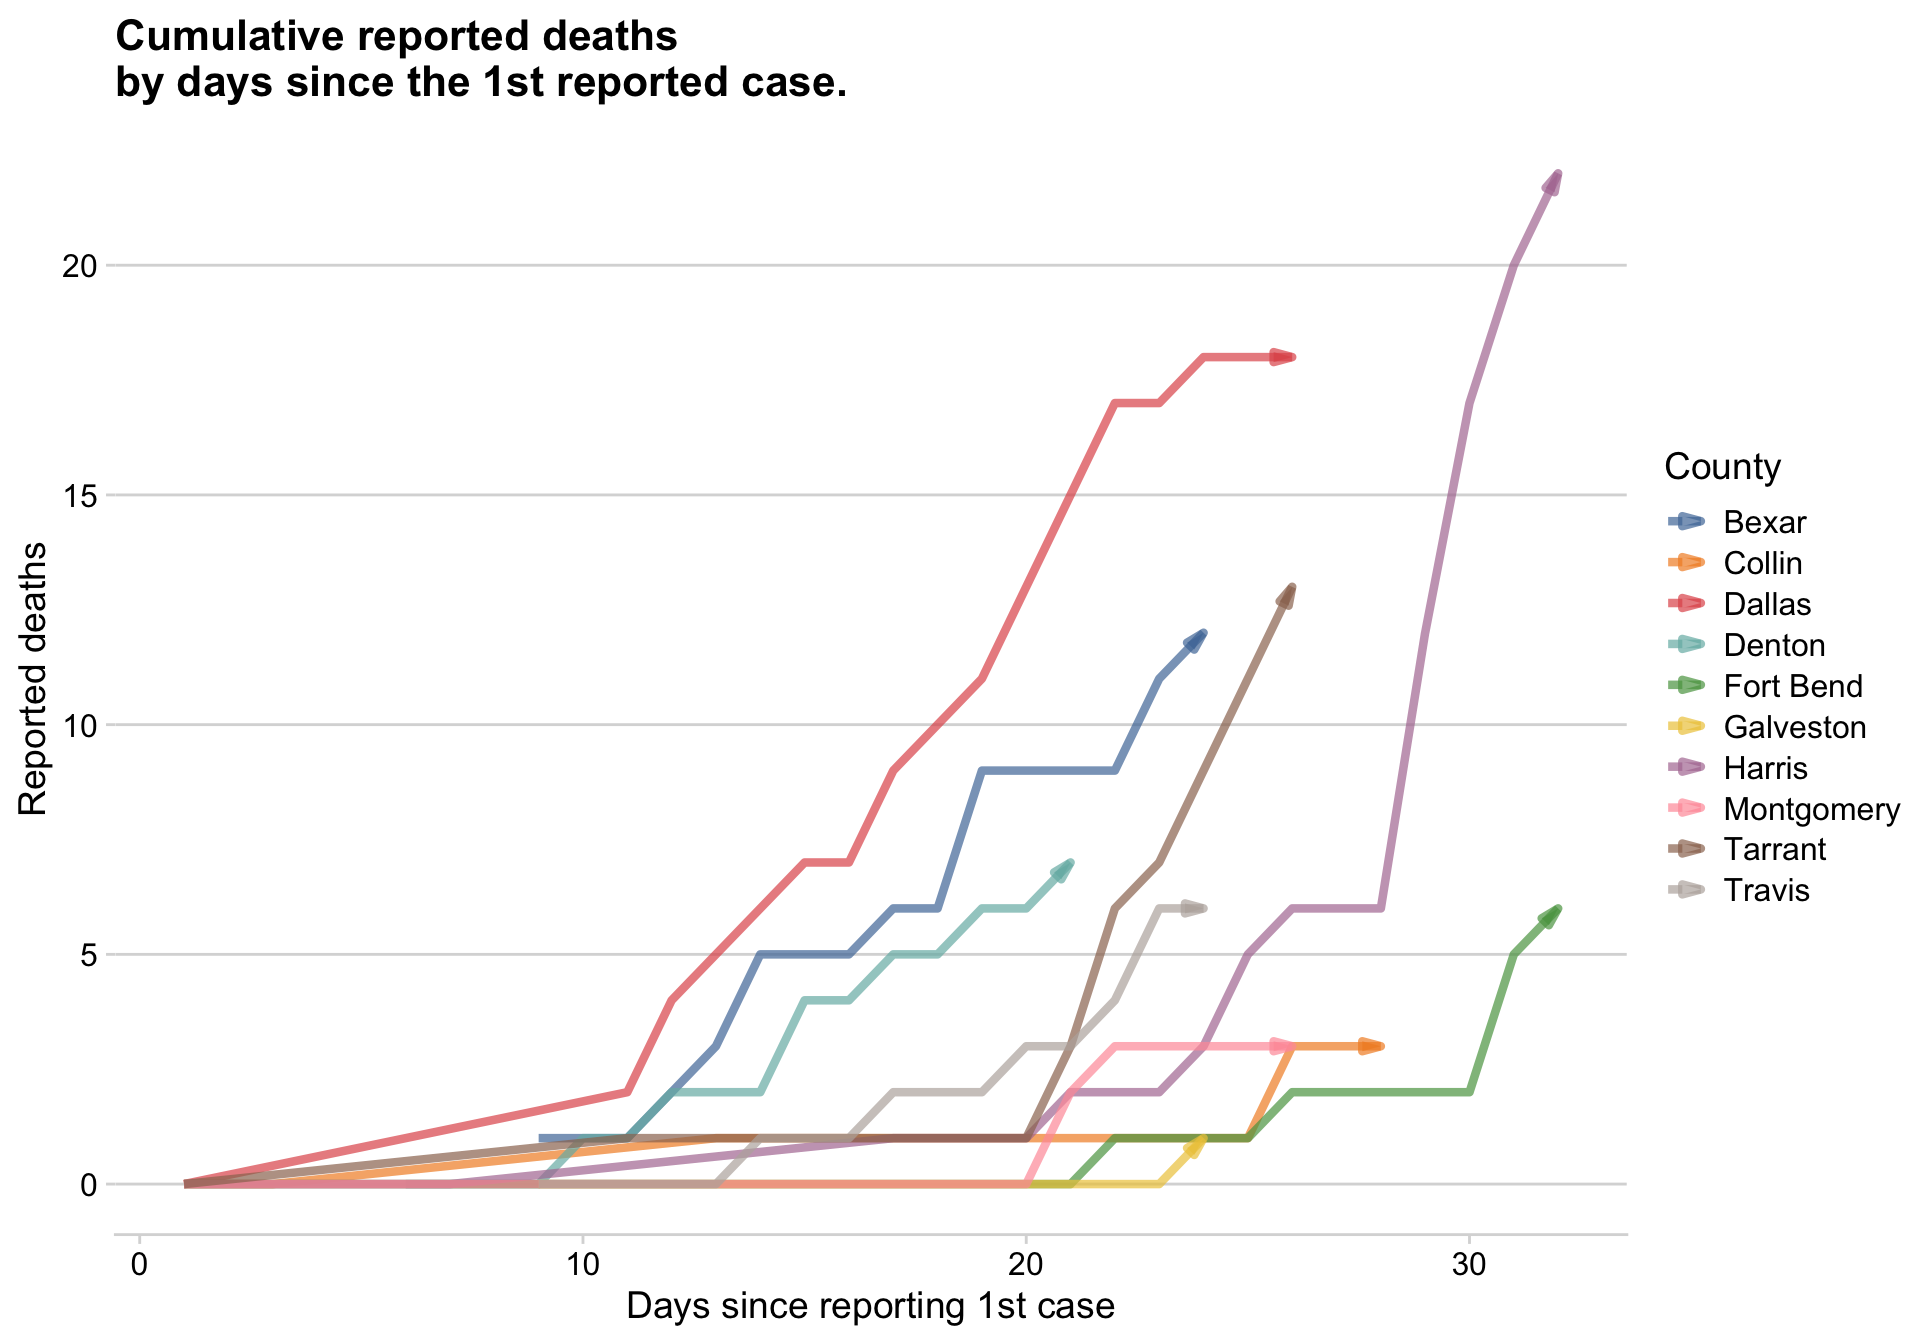 Cumulative reported deaths
by days since the 1st reported case.
Reported deaths
20
15
10
5
0
0
10
20
30
Days since reporting 1st case
County
Bexar
Collin
Dallas
Denton
Fort Bend
Galveston
Harris
Montgomery
Tarrant
Travis